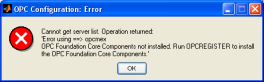 OPC Configuration: Error
Cannot get server list. Operation returned:
'Error using ==> opcmex
OPC Foundation Core Components not installed. Run OPCREGISTER to install
the OPC Core Components.'
OK